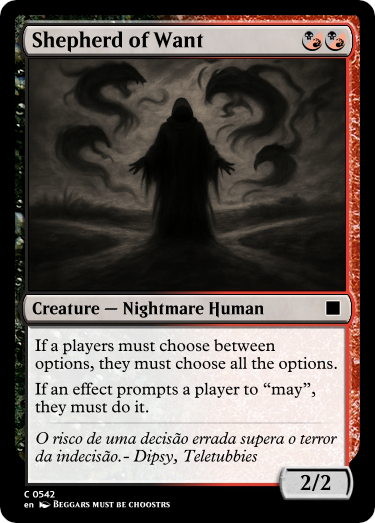 Shepherd of Want
Creature — Nightmare Human
If a players must choose between
options, they must choose all the options.
If an effect prompts a player to “may”,
they must do it.
O risco de uma decisão errada supera o terror
da indecisão.- Dipsy, Teletubbies
2/2
C 0542
en BEGGARS MUST BE CHOOSTRS